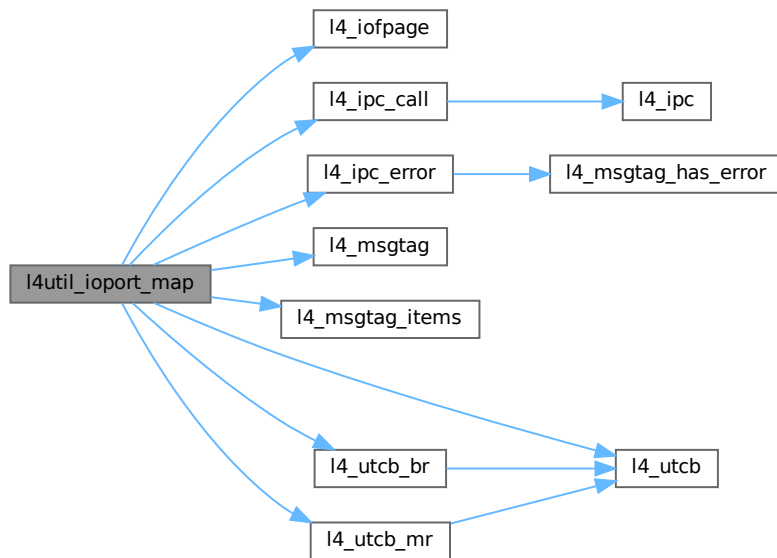 l4_iofpage
l4_ipc_call
l4_ipc
l4_ipc_error
l4_msgtag_has_error
l4_msgtag
l4util_ioport_map
l4_msgtag_items
l4_utcb_br
l4_utcb
l4_utcb_mr